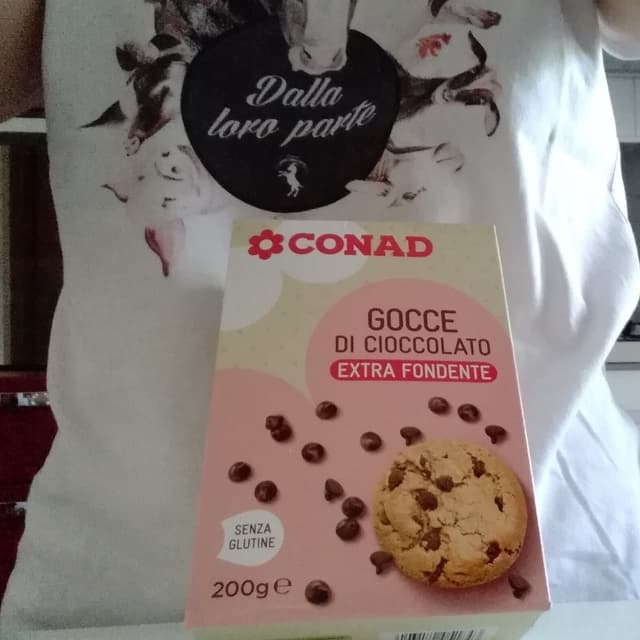 Dalla
loro parte
CONAD
GOCCE
DI CIOCCOLATO
EXTRA FONDENTE
SENZA
GLUTINE
200g e